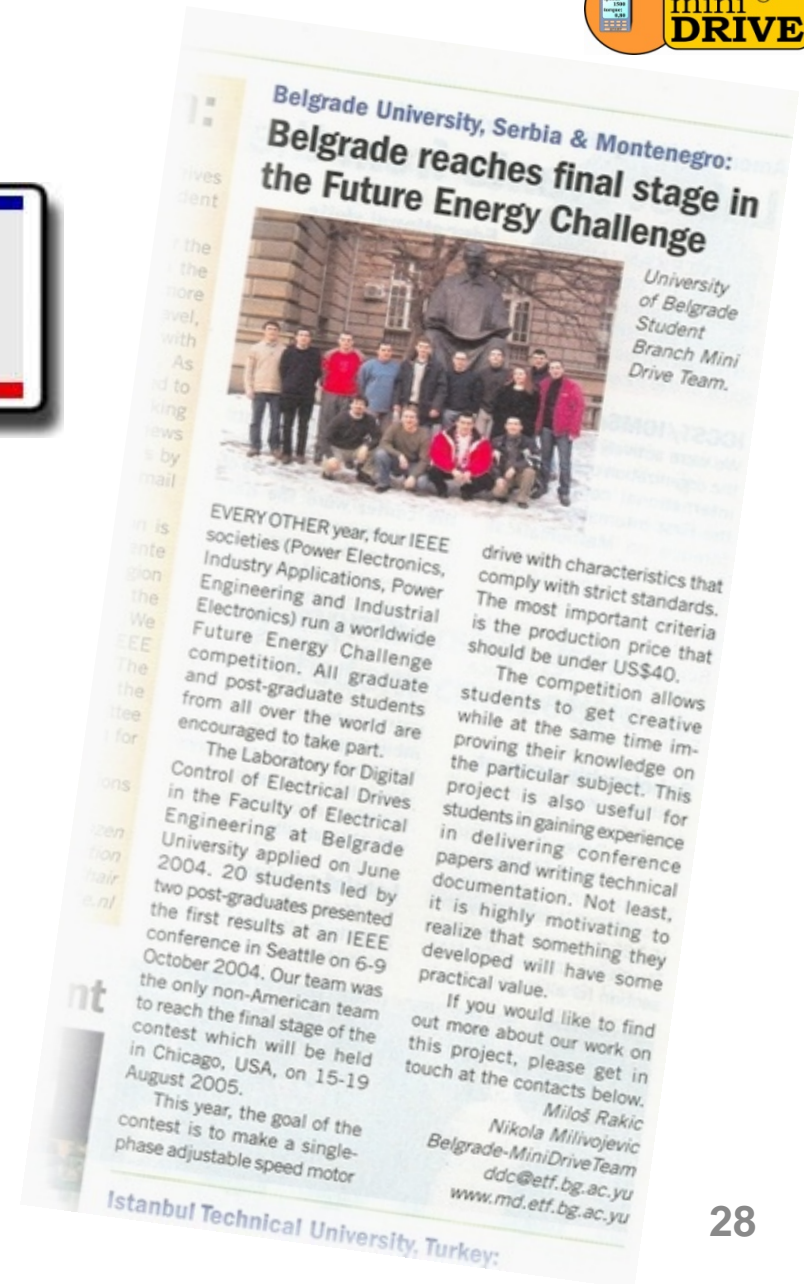 mini
DRIVE
1500
0,00
Belgrade University, Serbia & Montenegro:
Belgrade reaches final stage in
the Future Energy Challenge
University
of Belgrade
Student
Branch Mini
Drive Team.
EVERY OTHER year, four IEEE
societies (Power Electronics,
Industry Applications, Power
Engineering and Industrial
Electronics) run a worldwide
Future Energy Challenge
competition. All graduate
and post-graduate students
from all over the world are
encouraged to take part.
The Laboratory for Digital
Control of Electrical Drives
in the Faculty of Electrical
Engineering at Belgrade
University applied on June
2004. 20 students led by
two post-graduates presented
the first results at an IEEE
conference in Seattle on 6-9
October 2004. Our team was
the only non-American team
to reach the final stage of the
contest which will be held
in Chicago, USA, on 15-19
August 2005.
This year, the goal of the
contest is to make a single-
phase adjustable speed motor
drive with characteristics that
comply with strict standards.
The most important criteria
is the production price that
should be under US$40.
The competition allows
students to get creative
while at the same time im-
proving their knowledge on
the particular subject. This
project is also useful for
students in gaining experience
in delivering conference
papers and writing technical
documentation. Not least,
it is highly motivating to
realize that something they
developed will have some
practical value.
If you would like to find
out more about our work on
this project, please get in
touch at the contacts below.
Miloš Rakic
Nikola Milivojevic
Belgrade-MiniDriveTeam
ddc@etf.bg.ac.yu
www.md.etf.bg.ac.yu
Istanbul Technical University, Turkey:
28